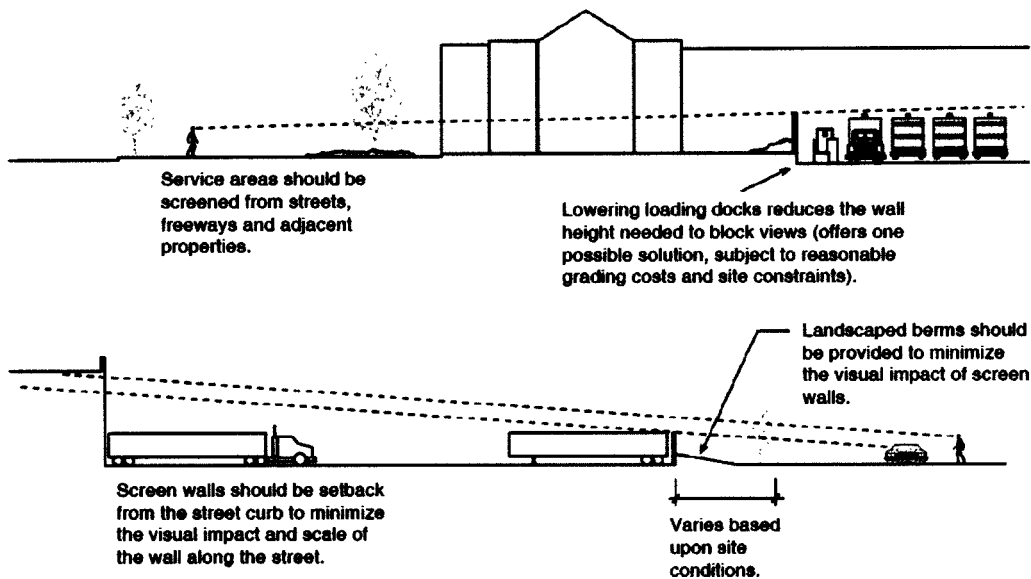 Service areas should be
screened from streets,
freeways and adjacent
properties.
Lowering loading docks reduces the wall
height needed to block views (offers one
possible solution, subject to reasonable
grading costs and site constraints).
Landscaped berms should
be provided to minimize
the visual impact of screen
walls.
Screen walls should be setback
from the street curb to minimize
the visual impact and scale of
the wall along the street.
Varies based
upon site
conditions.